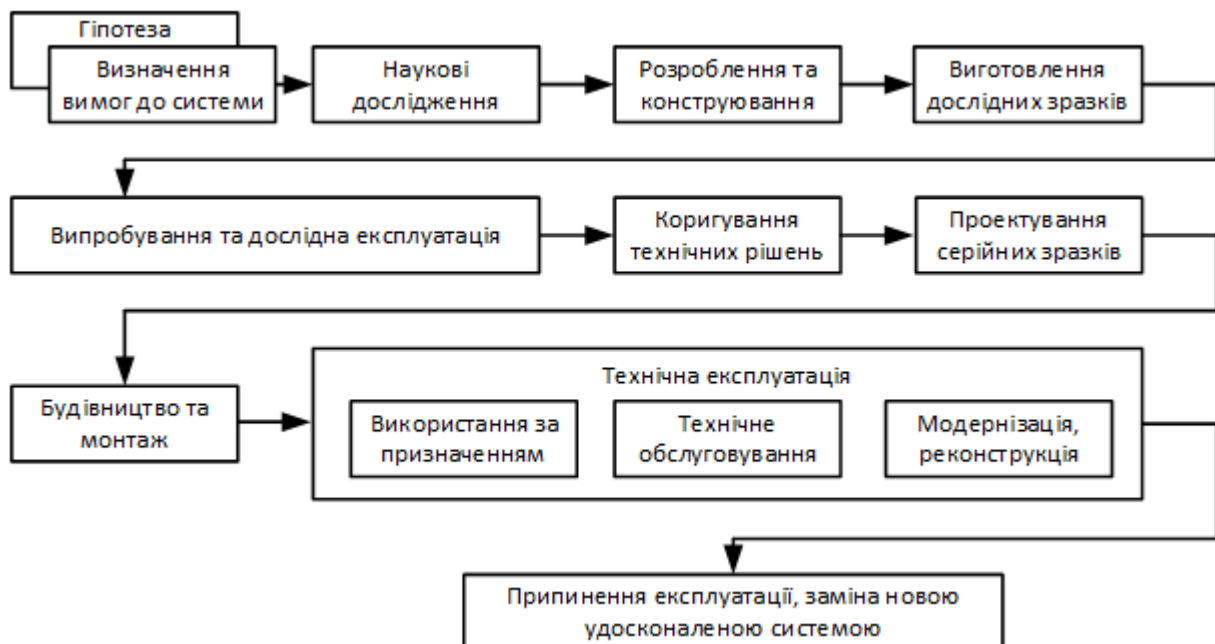 Гіпотеза
Визначення
вимог до системи
Наукові
дослідження
Розроблення та
конструювання
Виготовлення
дослідних зразків
Випробування та дослідна експлуатація
Коригування
технічних рішень
Проектування
серійних зразків
Будівництво та
монтаж
Технічна експлуатація
Використання за
призначенням
Технічне
обслуговування
Модернізація,
реконструкція
Припинення експлуатації, заміна новою
удосконаленою системою